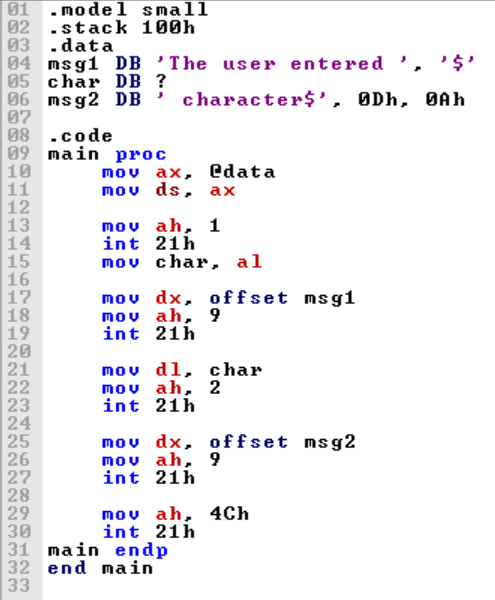 01 .model small
02 .stack 100h
03 .data
04 msg1 DB 'The user entered ', '$'
05 char DB ?
06 msg2 DB ' character$', 0Dh, 0Ah
07
08 .code
09 main proc
10     mov ax, @data
11     mov ds, ax
12
13     mov ah, 1
14     int 21h
15     mov char, al
16
17     mov dx, offset msg1
18     mov ah, 9
19     int 21h
20
21     mov dl, char
22     mov ah, 2
23     int 21h
24
25     mov dx, offset msg2
26     mov ah, 9
27     int 21h
28
29     mov ah, 4Ch
30     int 21h
31 main endp
32 end main
33